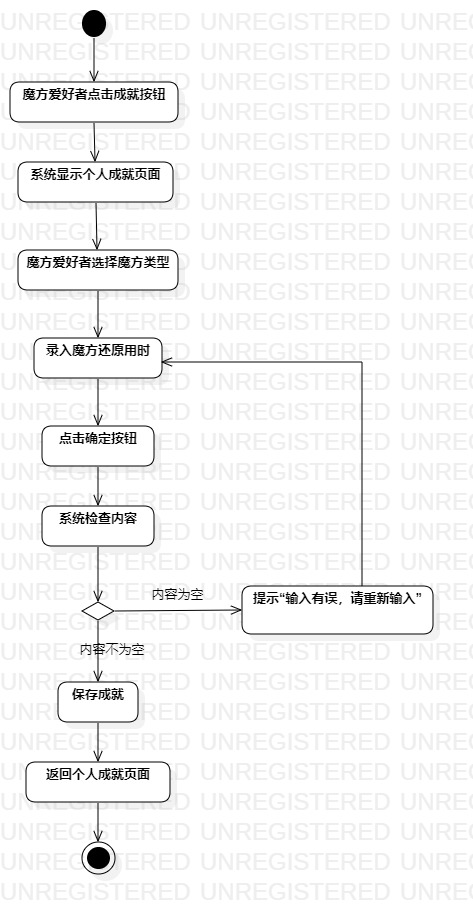 魔方爱好者点击成就按钮
系统显示个人成就页面
魔方爱好者选择魔方类型
录入魔方还原用时
点击确定按钮
系统检查内容
内容为空
提示“输入有误，请重新输入”
内容不为空
保存成就
返回个人成就页面
UNREGISTERED